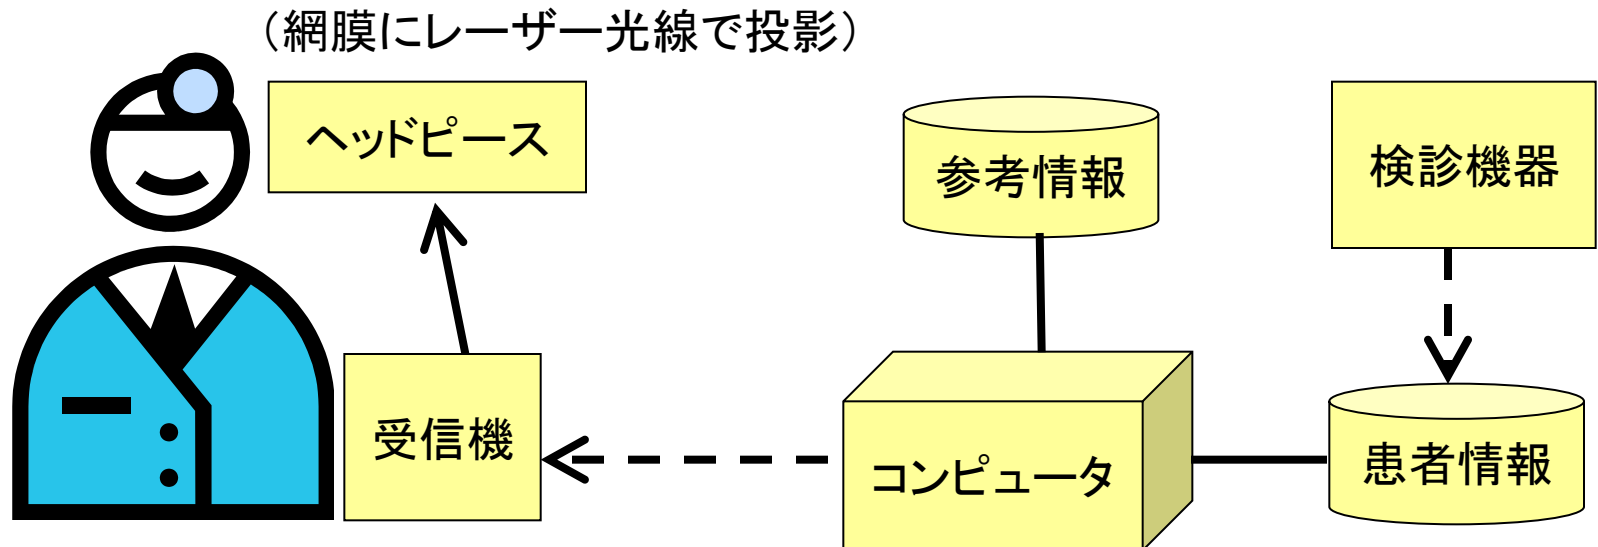 （網膜にレーザー光線で投影）
ヘッドピース
参考情報
検診機器
受信機
コンピュータ
患者情報